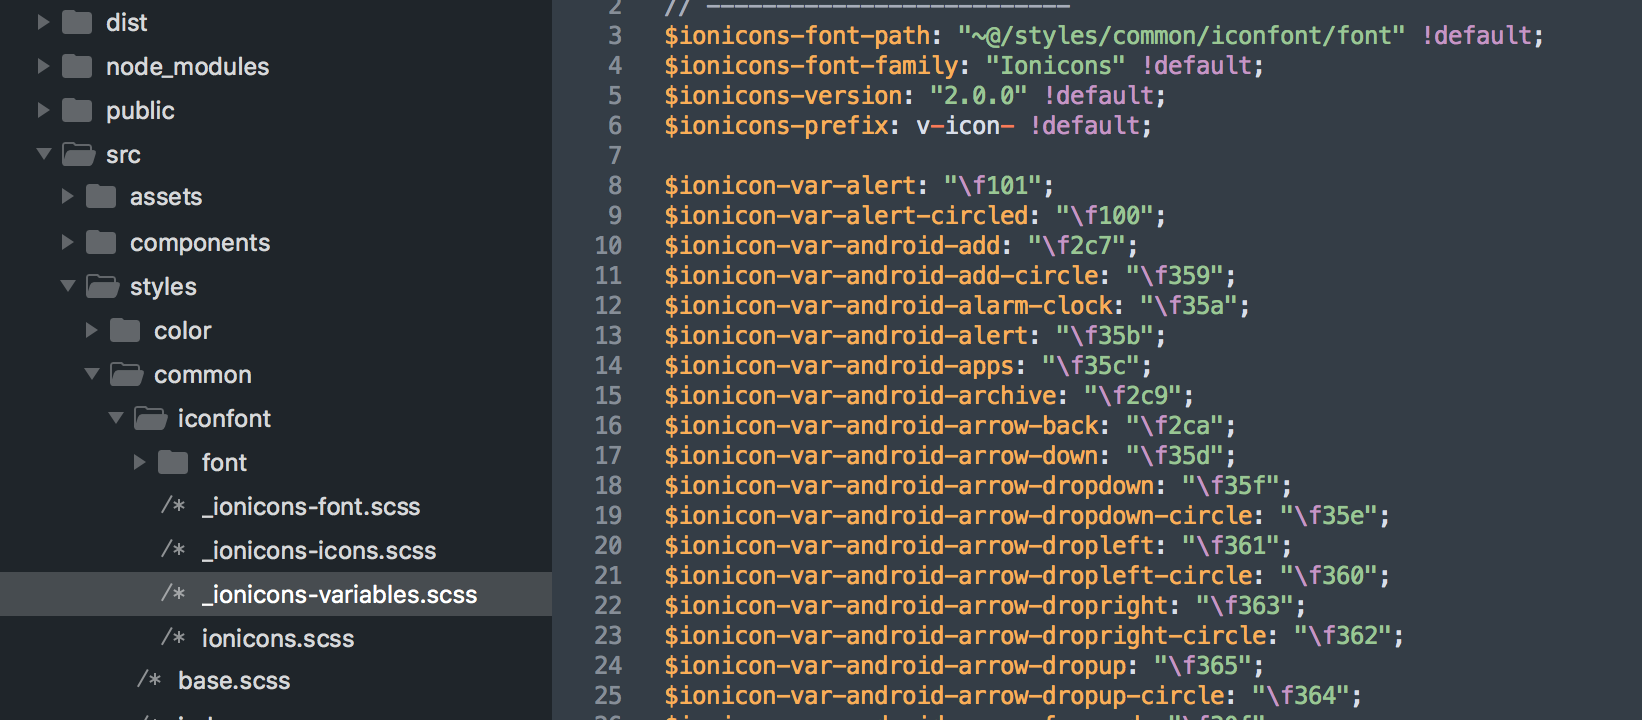 dist
node_modules
public
src
assets
components
styles
color
common
iconfont
font
/* _ionicons-font.scss
/* _ionicons-icons.scss
/* _ionicons-variables.scss
/* ionicons.scss
/* base.scss
2 // --------------------------
3 $ionicons-font-path: "~@/styles/common/iconfont/font" !default;
4 $ionicons-font-family: "Ionicons" !default;
5 $ionicons-version: "2.0.0" !default;
6 $ionicons-prefix: v-icon- !default;
7
8 $ionicon-var-alert: "\f101";
9 $ionicon-var-alert-circled: "\f100";
10 $ionicon-var-android-add: "\f2c7";
11 $ionicon-var-android-add-circle: "\f359";
12 $ionicon-var-android-alarm-clock: "\f35a";
13 $ionicon-var-android-alert: "\f35b";
14 $ionicon-var-android-apps: "\f35c";
15 $ionicon-var-android-archive: "\f2c9";
16 $ionicon-var-android-arrow-back: "\f2ca";
17 $ionicon-var-android-arrow-down: "\f35d";
18 $ionicon-var-android-arrow-dropdown: "\f35f";
19 $ionicon-var-android-arrow-dropdown-circle: "\f35e";
20 $ionicon-var-android-arrow-dropleft: "\f361";
21 $ionicon-var-android-arrow-dropleft-circle: "\f360";
22 $ionicon-var-android-arrow-dropright: "\f363";
23 $ionicon-var-android-arrow-dropright-circle: "\f362";
24 $ionicon-var-android-arrow-dropup: "\f365";
25 $ionicon-var-android-arrow-dropup-circle: "\f364";